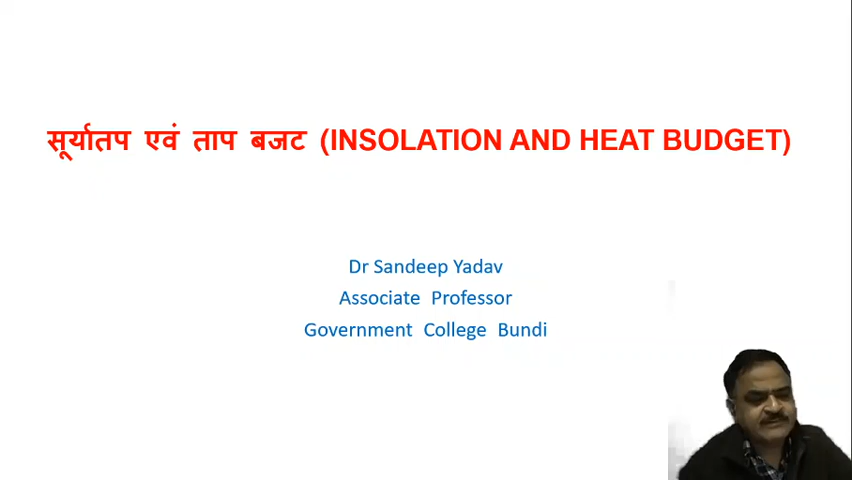 सूर्यातप एवं ताप बजट (INSOLATION AND HEAT BUDGET)
Dr Sandeep Yadav
Associate Professor
Government College Bundi